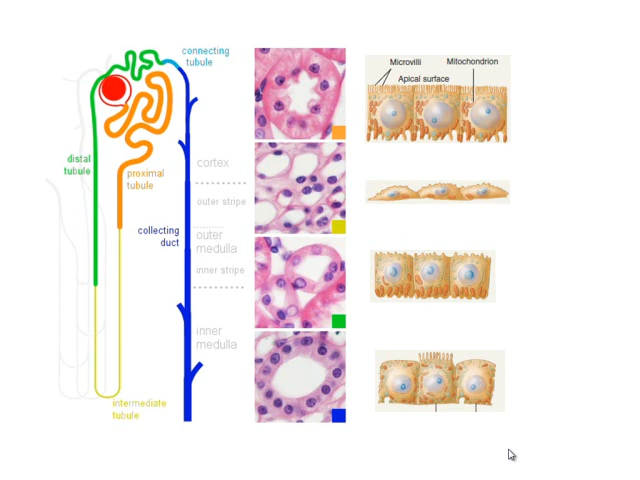 connecting
tubule
Microvilli
Mitochondrion
Apical surface
distal
tubule
proximal
tubule
cortex
outer stripe
collecting
duct
outer
medulla
inner stripe
inner
medulla
intermediate
tubule